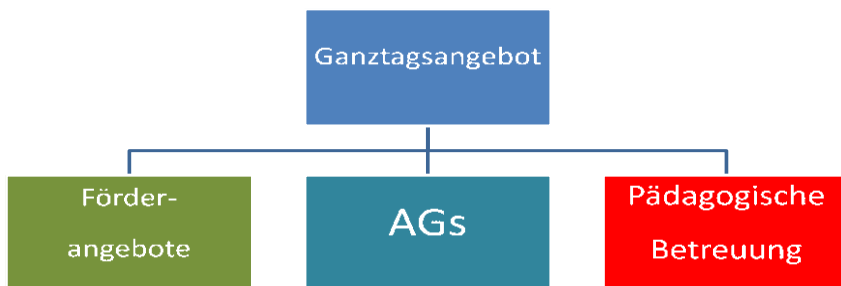 Ganztagsangebot
Förder-
angebote
AGs
Pädagogische
Betreuung